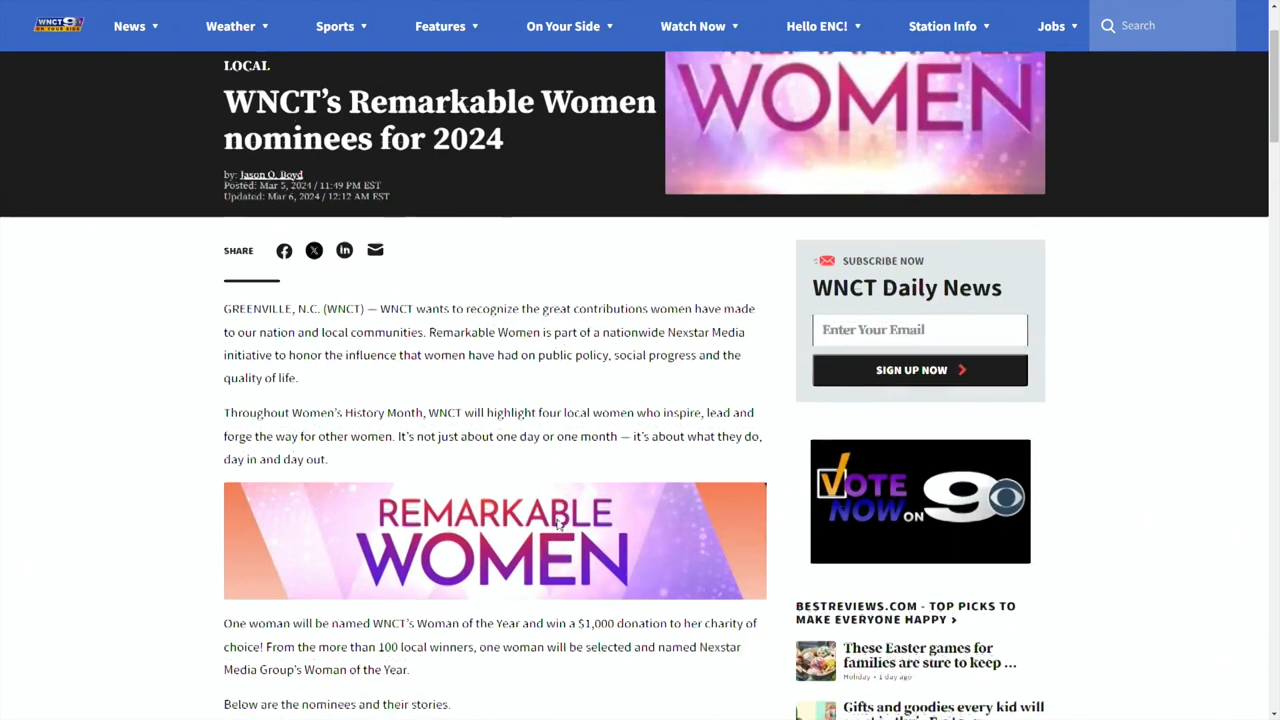 WNCT 9
ON YOUR SIDE
News
Weather
Sports
Features
On Your Side
Watch Now
Hello ENC!
Station Info
Jobs
Search
LOCAL
WNCT’s Remarkable Women
nominees for 2024
by: Jason O. Boyd
Posted: Mar 5, 2024 / 11:49 PM EST
Updated: Mar 6, 2024 / 12:12 AM EST
REMARKABLE
WOMEN
SHARE
GREENVILLE, N.C. (WNCT) — WNCT wants to recognize the great contributions women have made
to our nation and local communities. Remarkable Women is part of a nationwide Nexstar Media
initiative to honor the influence that women have had on public policy, social progress and the
quality of life.
Throughout Women’s History Month, WNCT will highlight four local women who inspire, lead and
forge the way for other women. It’s not just about one day or one month — it’s about what they do,
day in and day out.
REMARKABLE
WOMEN
One woman will be named WNCT’s Woman of the Year and win a $1,000 donation to her charity of
choice! From the more than 100 local winners, one woman will be selected and named Nexstar
Media Group’s Woman of the Year.
Below are the nominees and their stories.
SUBSCRIBE NOW
WNCT Daily News
Enter Your Email
SIGN UP NOW
VOTE
NOW ON 9
BESTREVIEWS.COM - TOP PICKS TO
MAKE EVERYONE HAPPY ›
These Easter games for
families are sure to keep ...
Holiday • 1 day ago
Gifts and goodies every kid will